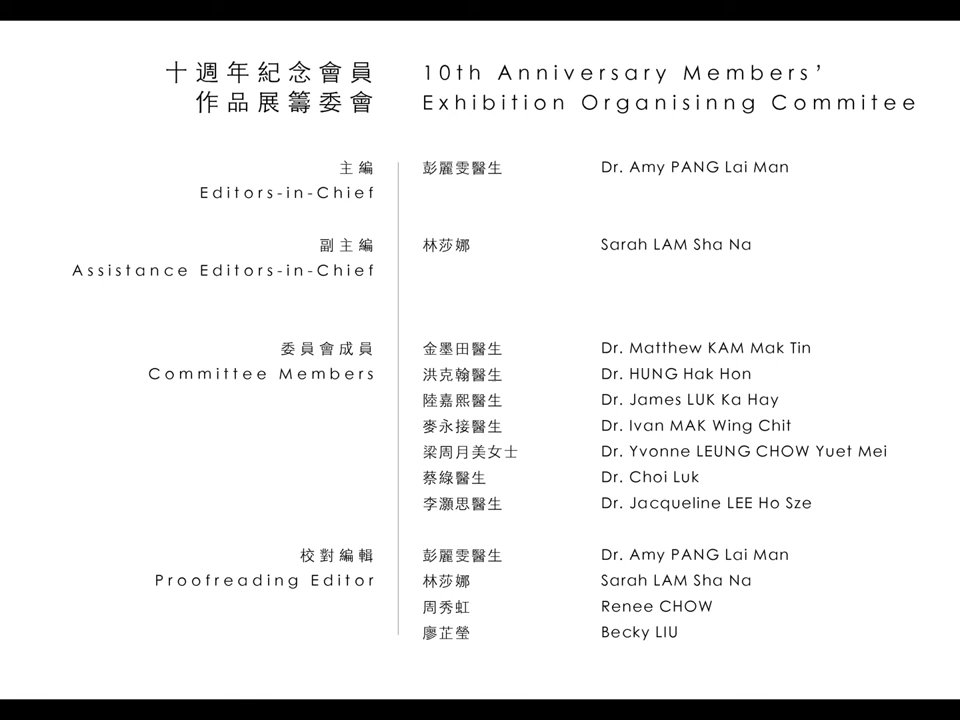 十週年紀念會員 10th Anniversary Members’
作品展籌委會 Exhibition Organisinng Commitee
主編 彭麗雯醫生 Dr. Amy PANG Lai Man
Editors-in-Chief
副主編 林莎娜 Sarah LAM Sha Na
Assistance Editors-in-Chief
委員會成員 金墨田醫生 Dr. Matthew KAM Mak Tin
Committee Members 洪克翰醫生 Dr. HUNG Hak Hon
陸嘉熙醫生 Dr. James LUK Ka Hay
麥永接醫生 Dr. Ivan MAK Wing Chit
梁周月美女士 Dr. Yvonne LEUNG CHOW Yuet Mei
蔡綠醫生 Dr. Choi Luk
李灝思醫生 Dr. Jacqueline LEE Ho Sze
校對編輯 彭麗雯醫生 Dr. Amy PANG Lai Man
Proofreading Editor 林莎娜 Sarah LAM Sha Na
周秀虹 Renee CHOW
廖芷瑩 Becky LIU